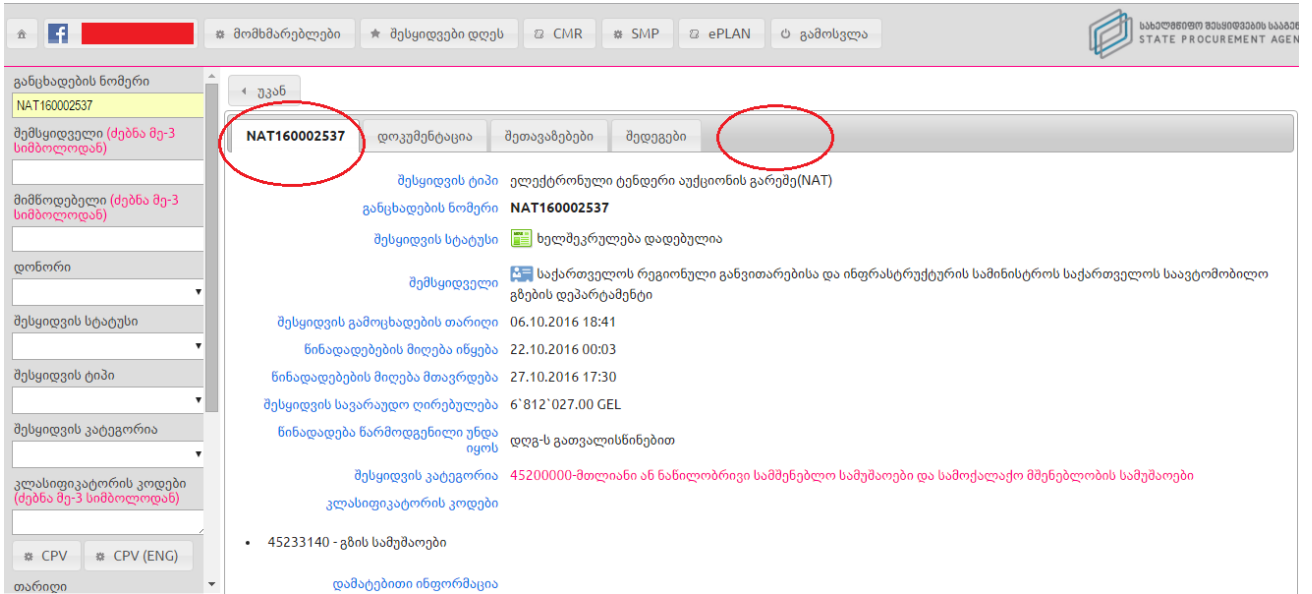 მომხმარებლები
შესყიდვები დღეს
CMR
SMP
ePLAN
გამოსვლა
სახელმწიფო შესყიდვების სააგენ
STATE PROCUREMENT AGEN
განცხადების ნომერი
NAT160002537
შემსყიდველი (ძებნა მე-3
სიმბოლოდან)
მიმწოდებელი (ძებნა მე-3
სიმბოლოდან)
დონორი
შესყიდვის სტატუსი
შესყიდვის ტიპი
შესყიდვის კატეგორია
კლასიფიკატორის კოდები
(ძებნა მე-3 სიმბოლოდან)
CPV
CPV (ENG)
თარიღი
უკან
NAT160002537
დოკუმენტაცია
შეთავაზებები
შედეგები
შესყიდვის ტიპი ელექტრონული ტენდერი აუქციონის გარეშე(NAT)
განცხადების ნომერი NAT160002537
შესყიდვის სტატუსი ხელშეკრულება დადებულია
შემსყიდველი საქართველოს რეგიონული განვითარებისა და ინფრასტრუქტურის სამინისტროს საქართველოს საავტომობილო
გზების დეპარტამენტი
შესყიდვის გამოცხადების თარიღი 06.10.2016 18:41
წინადადებების მიღება იწყება 22.10.2016 00:03
წინადადებების მიღება მთავრდება 27.10.2016 17:30
შესყიდვის სავარაუდო ღირებულება 6`812`027.00 GEL
წინადადება წარმოდგენილი უნდა
იყოს დღგ-ს გათვალისწინებით
შესყიდვის კატეგორია 45200000-მთლიანი ან ნაწილობრივი სამშენებლო სამუშაოები და სამოქალაქო მშენებლობის სამუშაოები
კლასიფიკატორის კოდები
• 45233140 - გზის სამუშაოები
დამატებითი ინფორმაცია